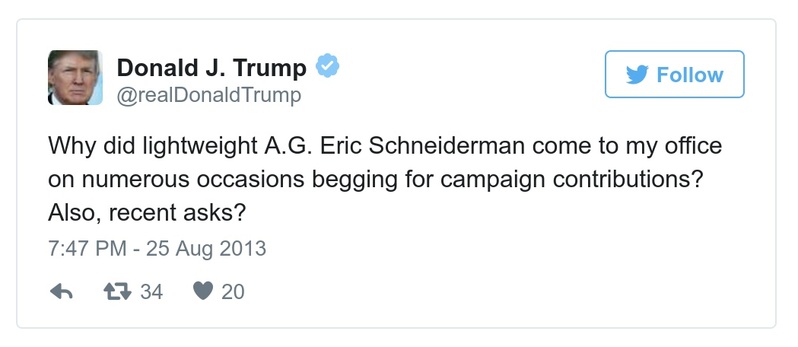 Donald J. Trump
@realDonaldTrump
Follow
Why did lightweight A.G. Eric Schneiderman come to my office
on numerous occasions begging for campaign contributions?
Also, recent asks?
7:47 PM - 25 Aug 2013
34 20